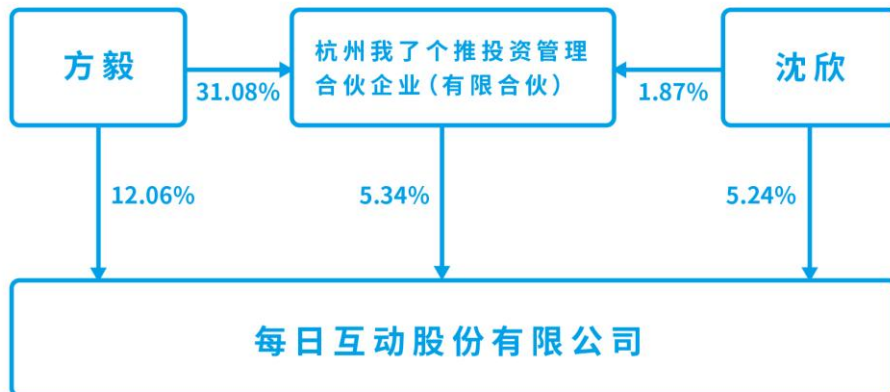 方毅
杭州我了个推投资管理
合伙企业（有限合伙）
沈欣
31.08%
1.87%
12.06%
5.34%
5.24%
每日互动股份有限公司